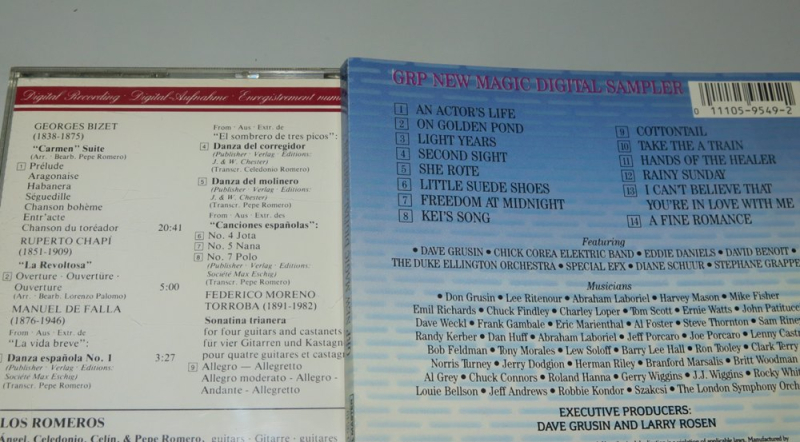 Digital Recording · Digital-Aufnahme · Enregistrement
GEORGES BIZET
(1838-1875)
"Carmen" Suite
(Arr. · Bearb. Pepe Romero)
1 Prélude
Aragonaise
Habanera
Séguedille
Chanson bohème
Entr'acte
Chanson du toréador 20:41
RUPERTO CHAPÍ
(1851-1909)
"La Revoltosa"
2 Overture · Ouvertüre ·
Ouverture 5:00
(Arr. · Bearb. Lorenzo Palomo)
MANUEL DE FALLA
(1876-1946)
From · Aus · Extr. de
"La vida breve":
Danza española No. 1 3:27
(Publisher · Verlag · Editions:
Société Max Eschig)
(Transcr. Pepe Romero)
From · Aus · Extr. de
"El sombrero de tres picos":
4 Danza del corregidor
(Publisher · Verlag · Editions:
J. & W. Chester)
(Transcr. Celedonio Romero)
5 Danza del molinero
(Publisher · Verlag · Editions:
J. & W. Chester)
(Transcr. Pepe Romero)
From · Aus · Extr. des
"Canciones españolas":
6 No. 4 Jota
7 No. 5 Nana
8 No. 7 Polo
(Publisher · Verlag · Editions:
Société Max Eschig)
(Transcr. Pepe Romero)
FEDERICO MORENO
TORROBA (1891-1982)
Sonatina trianera
for four guitars and castanets
für vier Gitarren und
pour quatre guitares et
9 Allegro — Allegretto
Allegro moderato - Allegro -
Andante - Allegretto
LOS ROMEROS
Ángel, Celedonio, Celín, & Pepe Romero, guitars · Gitarre · guitares
GRP NEW MAGIC DIGITAL SAMPLER
0 11105-9549-2
1 AN ACTOR'S LIFE
2 ON GOLDEN POND
3 LIGHT YEARS
4 SECOND SIGHT
5 SHE ROTE
6 LITTLE SUEDE SHOES
7 FREEDOM AT MIDNIGHT
8 KEI'S SONG
9 COTTONTAIL
10 TAKE THE A TRAIN
11 HANDS OF THE HEALER
12 RAINY SUNDAY
13 I CAN'T BELIEVE THAT
YOU'RE IN LOVE WITH ME
14 A FINE ROMANCE
Featuring
• DAVE GRUSIN • CHICK COREA ELEKTRIC BAND • EDDIE DANIELS • DAVID BENOIT •
THE DUKE ELLINGTON ORCHESTRA • SPECIAL EFX • DIANE SCHUUR • STEPHANE
Musicians
• Don Grusin • Lee Ritenour • Abraham Laboriel • Harvey Mason • Mike Fisher
Emil Richards • Chuck Findley • Charley Loper • Tom Scott • Ernie Watts • John
Dave Weckl • Frank Gambale • Eric Marienthal • Al Foster • Steve Thornton • Sam
Randy Kerber • Dan Huff • Abraham Laboriel • Jeff Porcaro • Joe Porcaro • Lenny
Bob Feldman • Tony Morales • Lew Soloff • Barry Lee Hall • Ron Tooley • Clark Terry
Norris Turney • Jerry Dodgion • Herman Riley • Branford Marsalis • Britt Woodman
Al Grey • Chuck Connors • Roland Hanna • Gerry Wiggins • J.J. Wiggins • Rocky
Louie Bellson • Jeff Andrews • Robbie Kondor • Szakcsi • The London Symphony
EXECUTIVE PRODUCERS:
DAVE GRUSIN AND LARRY ROSEN